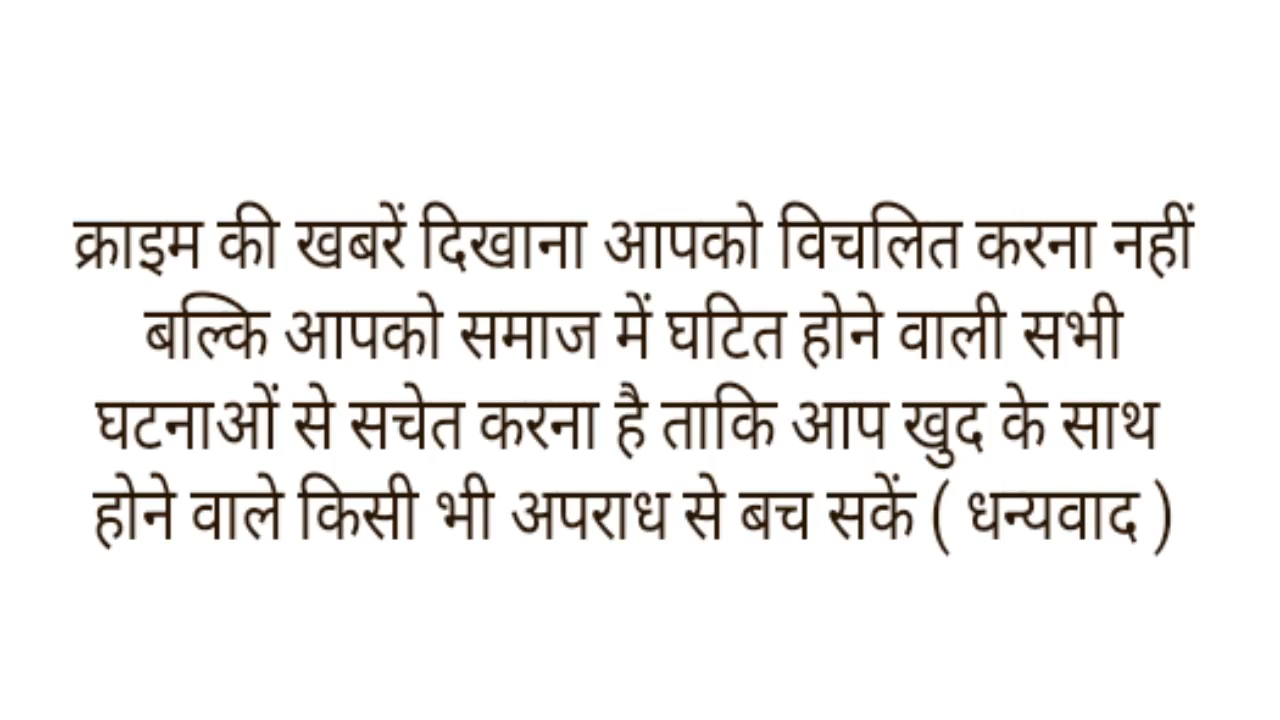 क्राइम की खबरें दिखाना आपको विचलित करना नहीं
बल्कि आपको समाज में घटित होने वाली सभी
घटनाओं से सचेत करना है ताकि आप खुद के साथ
होने वाले किसी भी अपराध से बच सकें ( धन्यवाद )